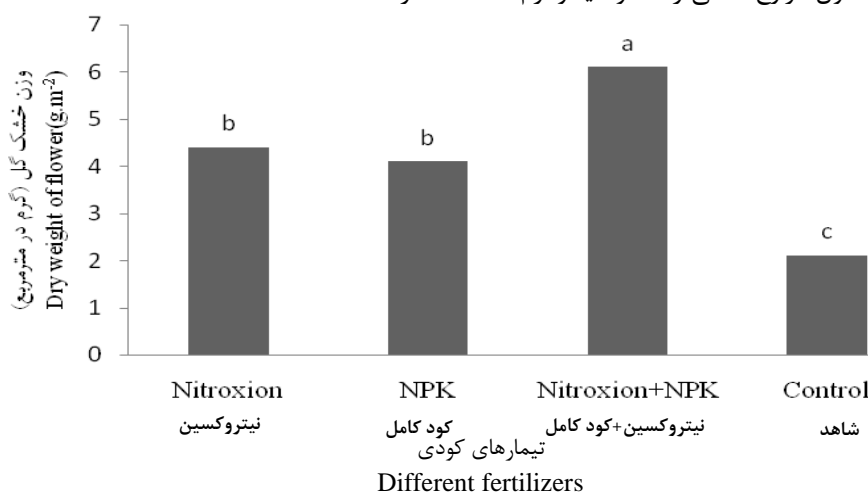 7
6
5
4
3
2
1
0
وزن خشک گل (گرم در مترمربع)
Dry weight of flower(g.m-2)
b
b
a
c
Nitroxion
NPK
Nitroxion+NPK
Control
نیتروکسین
کود کامل
نیتروکسین+کود کامل
شاهد
تیمارهای کودی
Different fertilizers